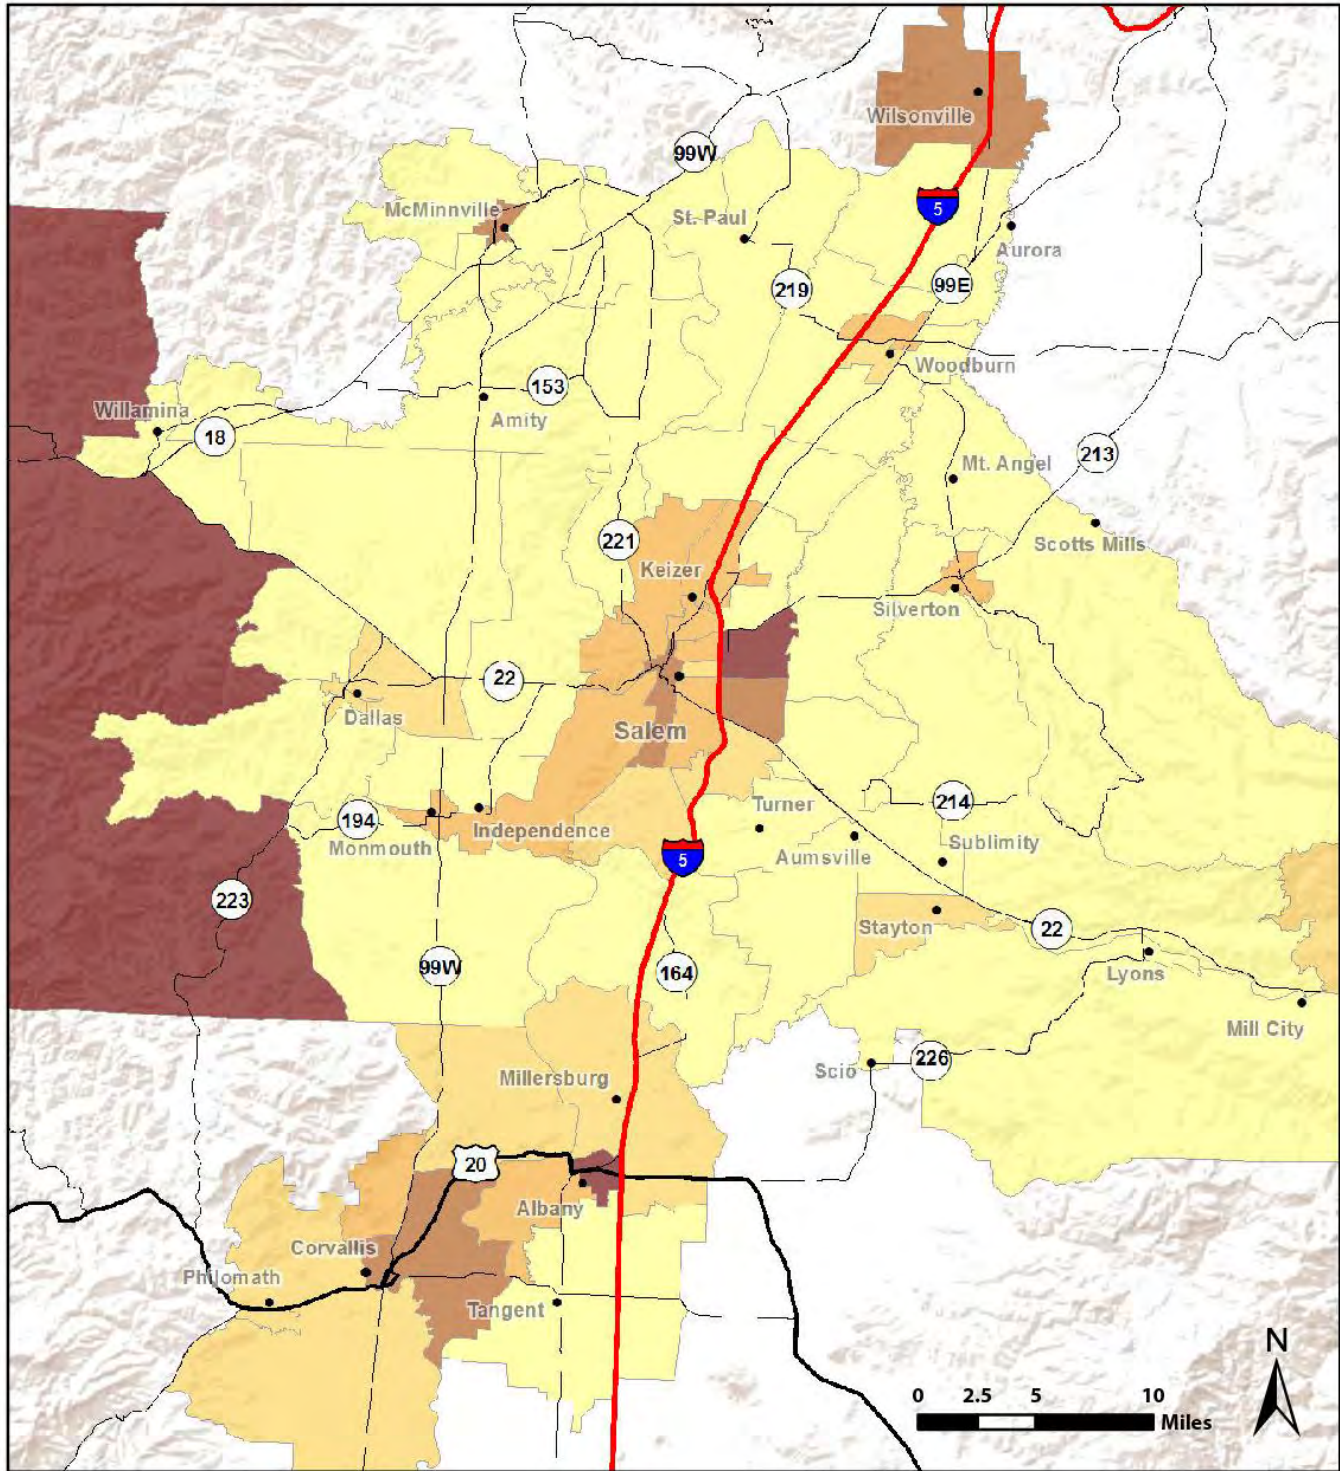 Wilsonville
99W
McMinnville
5
St. Paul
Aurora
219
99E
Woodburn
153
Willamina
Amity
18
213
Mt. Angel
221
Scotts Mills
Keizer
Silverton
22
Dallas
Salem
Turner
214
194
Independence
Monmouth
Aumsville
Sublimity
5
223
Stayton
22
99W
164
Lyons
Mill City
226
Scio
Millersburg
20
Albany
Corvallis
Philomath
Tangent
N
0 2.5 5 10
Miles